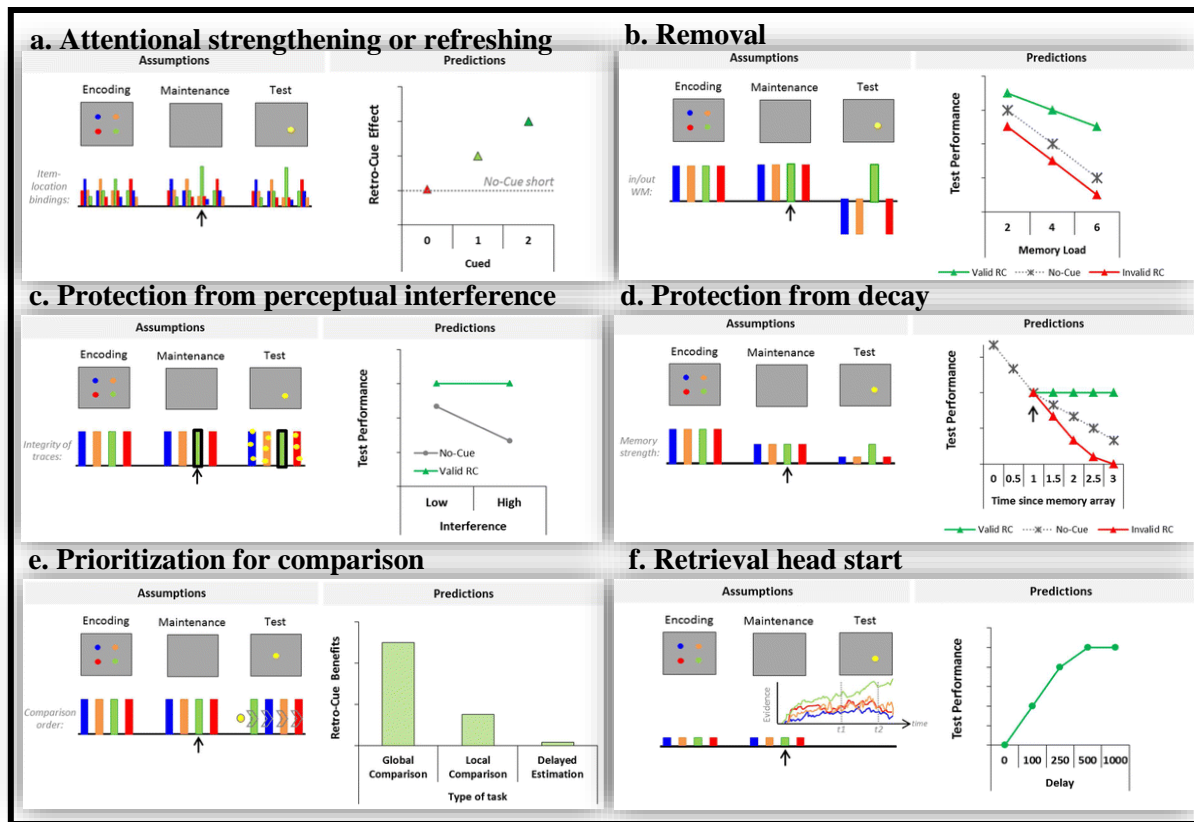 a. Attentional strengthening or refreshing
Assumptions
Predictions
Encoding
Maintenance
Test
Item-
location
bindings:
Retro-Cue Effect
No-Cue short
0
1
2
Cued
b. Removal
Assumptions
Predictions
Encoding
Maintenance
Test
in/out
WM:
Test Performance
2
4
6
Memory Load
Valid RC
No-Cue
Invalid RC
c. Protection from perceptual interference
Assumptions
Predictions
Encoding
Maintenance
Test
Integrity of
traces:
Test Performance
No-Cue
Valid RC
Low
High
Interference
d. Protection from decay
Assumptions
Predictions
Encoding
Maintenance
Test
Memory
strength:
Test Performance
0 0.5 1 1.5 2 2.5 3
Time since memory array
Valid RC
No-Cue
Invalid RC
e. Prioritization for comparison
Assumptions
Predictions
Encoding
Maintenance
Test
Comparison
order:
Retro-Cue Benefits
Global
Comparison
Local
Comparison
Delayed
Estimation
Type of task
f. Retrieval head start
Assumptions
Predictions
Encoding
Maintenance
Test
Evidence
time
t1
t2
Test Performance
0 100 250 500 1000
Delay